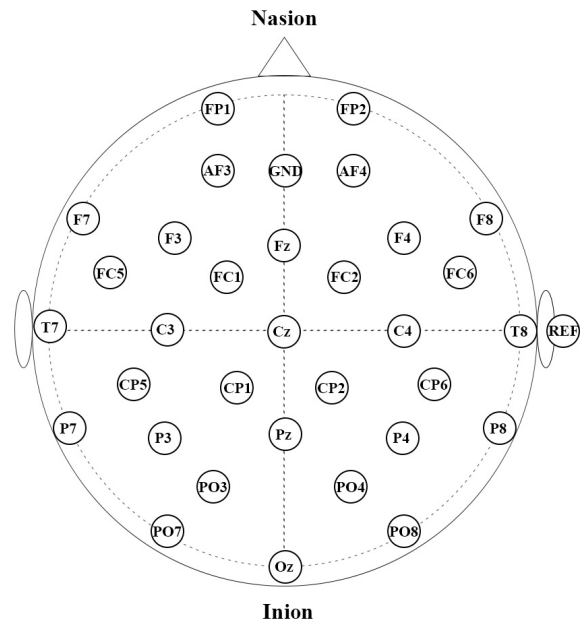 Nasion
FP1 FP2
AF3 GND AF4
F7 F8
F3 Fz F4
FC5 FC1 FC2 FC6
T7 C3 Cz C4 T8 REF
CP5 CP1 CP2 CP6
P7 P8
P3 Pz P4
PO3 PO4
PO7 PO8
Oz
Inion